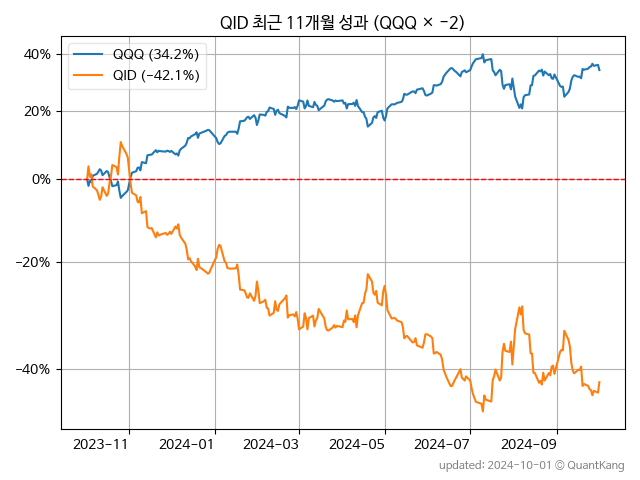 QID 최근 11개월 성과 (QQQ × −2)
QQQ (34.2%)
QID (−42.1%)
40%
20%
0%
−20%
−40%
2023-11 2024-01 2024-03 2024-05 2024-07 2024-09
updated: 2024-10-01 © QuantKang